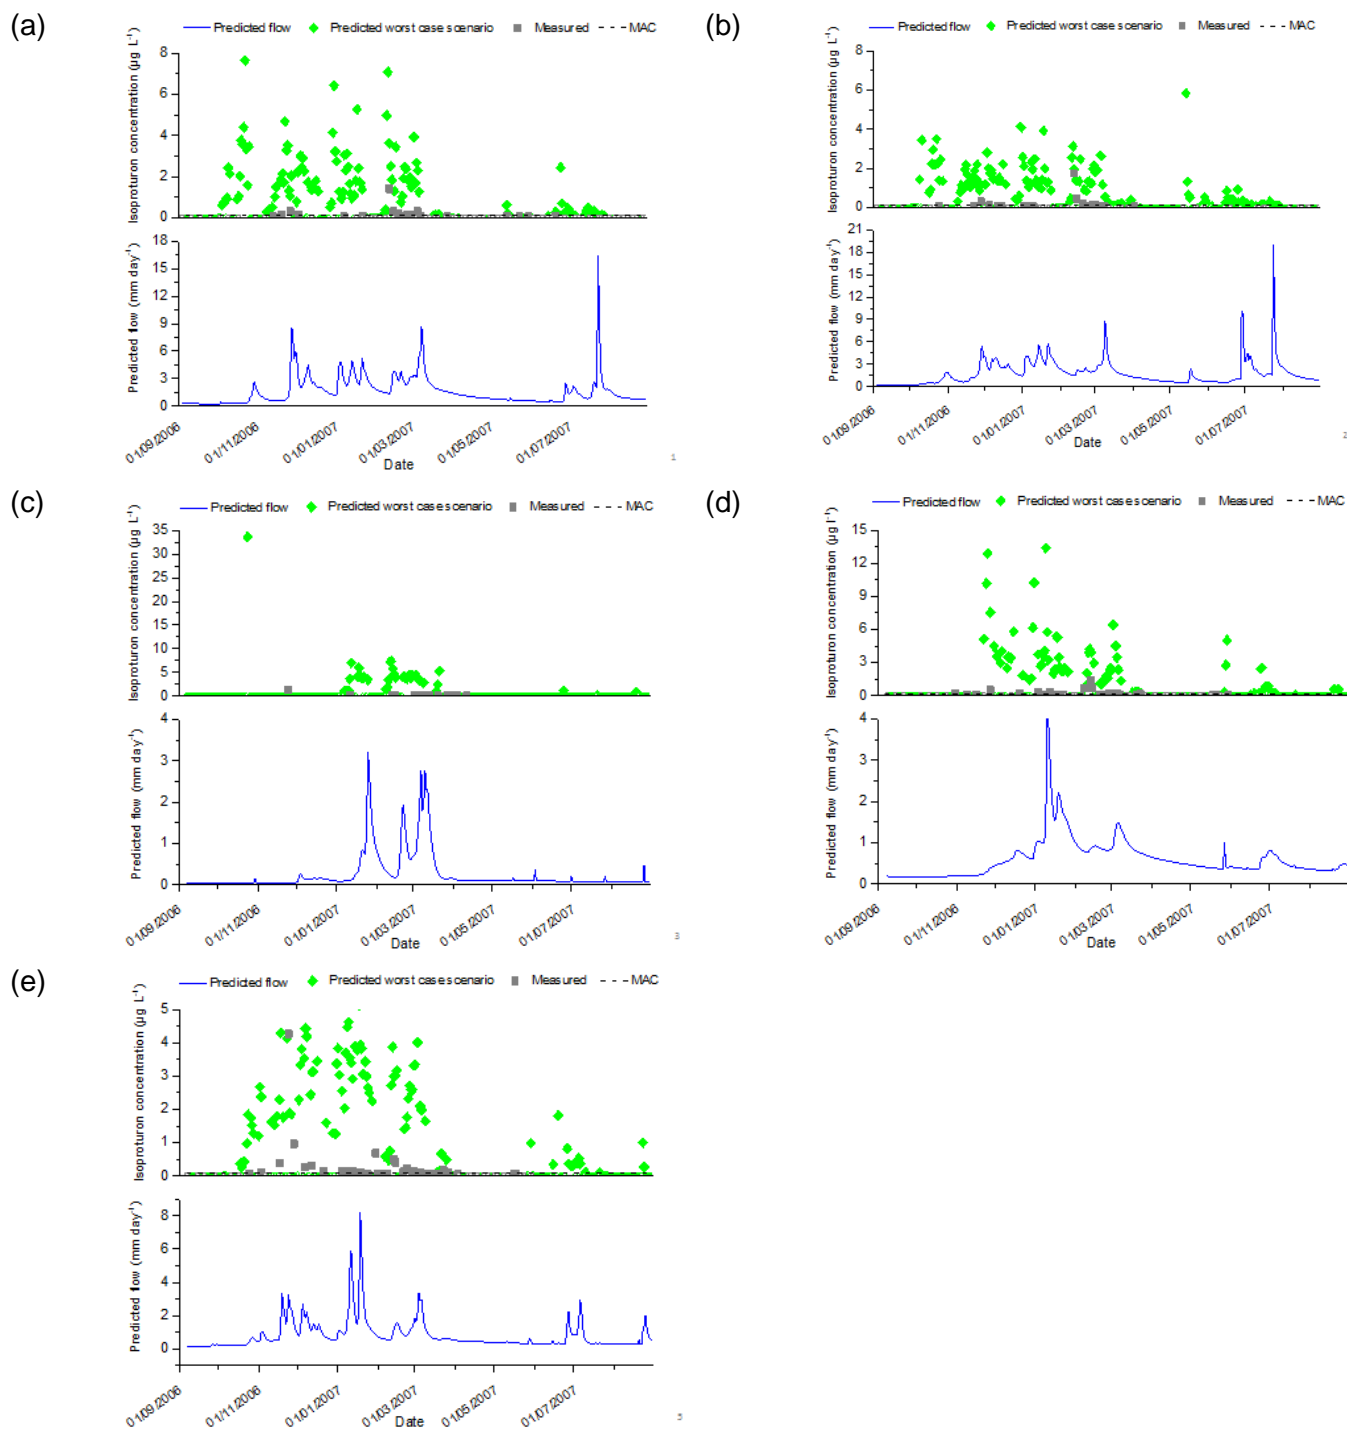 (a)
Predicted flow Predicted worst case scenario Measured MAC
Isoproturon concentration (µg L-1)
8
6
4
2
0
Predicted flow (mm day-1)
18
15
12
9
6
3
0
01/09/2006 01/11/2006 01/01/2007 01/03/2007 01/05/2007 01/07/2007
Date
1
(b)
Predicted flow Predicted worst case scenario Measured MAC
Isoproturon concentration (µg L-1)
8
6
4
2
0
Predicted flow (mm day-1)
21
18
15
12
9
6
3
0
01/09/2006 01/11/2006 01/01/2007 01/03/2007 01/05/2007 01/07/2007
Date
2
(c)
Predicted flow Predicted worst case scenario Measured MAC
Isoproturon concentration (µg L-1)
35
30
25
20
15
10
5
0
Predicted flow (mm day-1)
4
3
2
1
0
01/09/2006 01/11/2006 01/01/2007 01/03/2007 01/05/2007 01/07/2007
Date
3
(d)
Predicted flow Predicted worst case scenario Measured MAC
Isoproturon concentration (µg l-1)
15
12
9
6
3
0
Predicted flow (mm day-1)
4
3
2
1
0
01/09/2006 01/11/2006 01/01/2007 01/03/2007 01/05/2007 01/07/2007
Date
(e)
Predicted flow Predicted worst case scenario Measured MAC
Isoproturon concentration (µg L-1)
5
4
3
2
1
0
Predicted flow (mm day-1)
8
6
4
2
0
01/09/2006 01/11/2006 01/01/2007 01/03/2007 01/05/2007 01/07/2007
Date
5